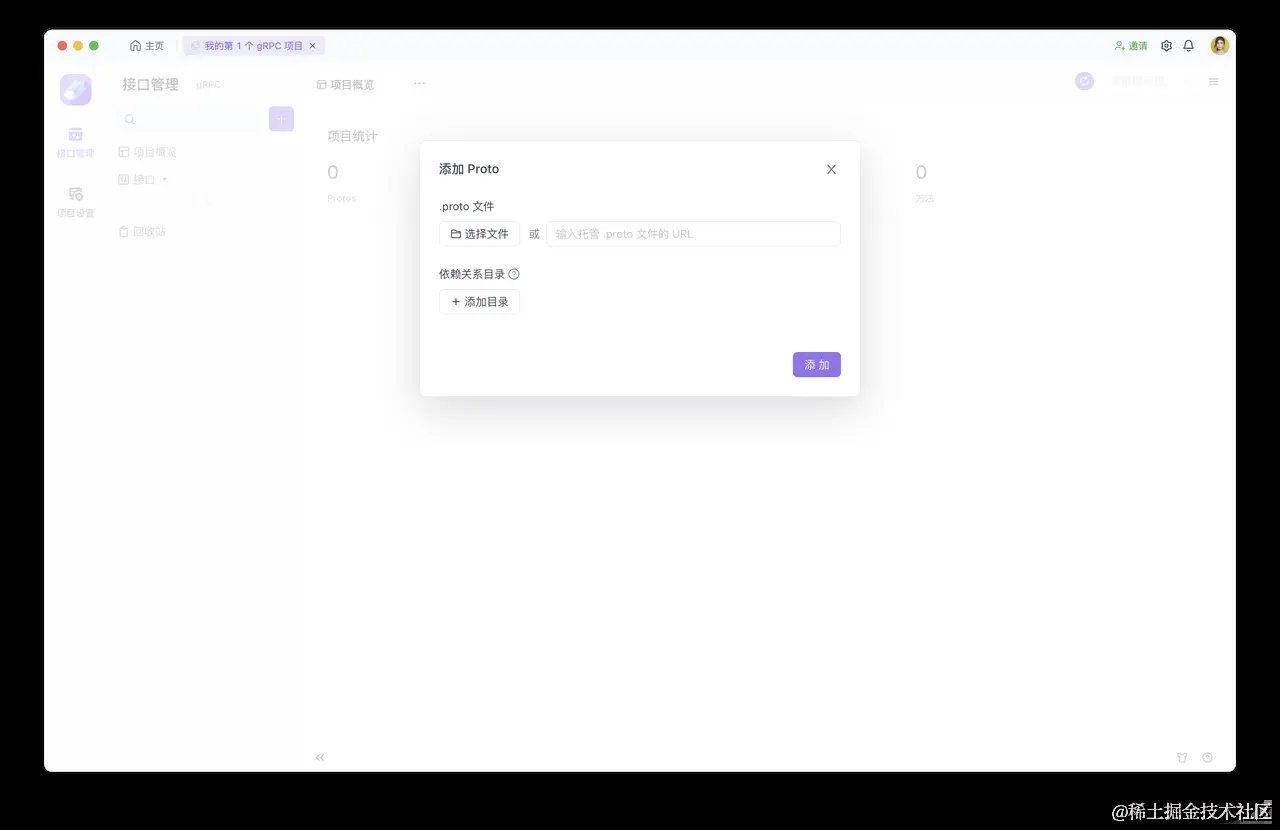 主页
我的第 1 个 gRPC 项目
邀请
接口管理 gRPC
项目概览
接口管理
项目概览
接口
项目设置
回收站
项目统计
0
Protos
0
方法
添加 Proto
.proto 文件
选择文件 或 输入托管 .proto 文件的 URL
依赖关系目录
添加目录
添加
@稀土掘金技术社区